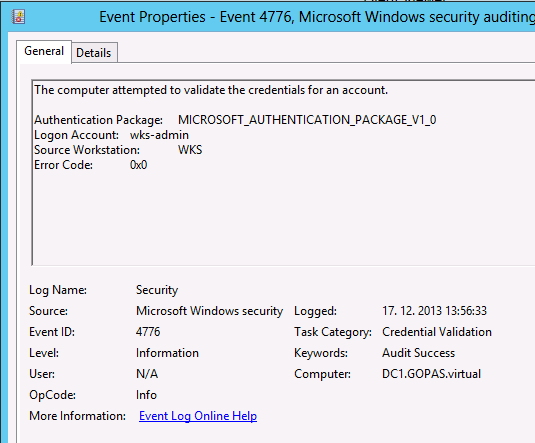 Event Properties - Event 4776, Microsoft Windows security auditing
General Details
The computer attempted to validate the credentials for an account.
Authentication Package: MICROSOFT_AUTHENTICATION_PACKAGE_V1_0
Logon Account: wks-admin
Source Workstation: WKS
Error Code: 0x0
Log Name: Security
Source: Microsoft Windows security Logged: 17. 12. 2013 13:56:33
Event ID: 4776 Task Category: Credential Validation
Level: Information Keywords: Audit Success
User: N/A Computer: DC1.GOPAS.virtual
OpCode: Info
More Information: Event Log Online Help